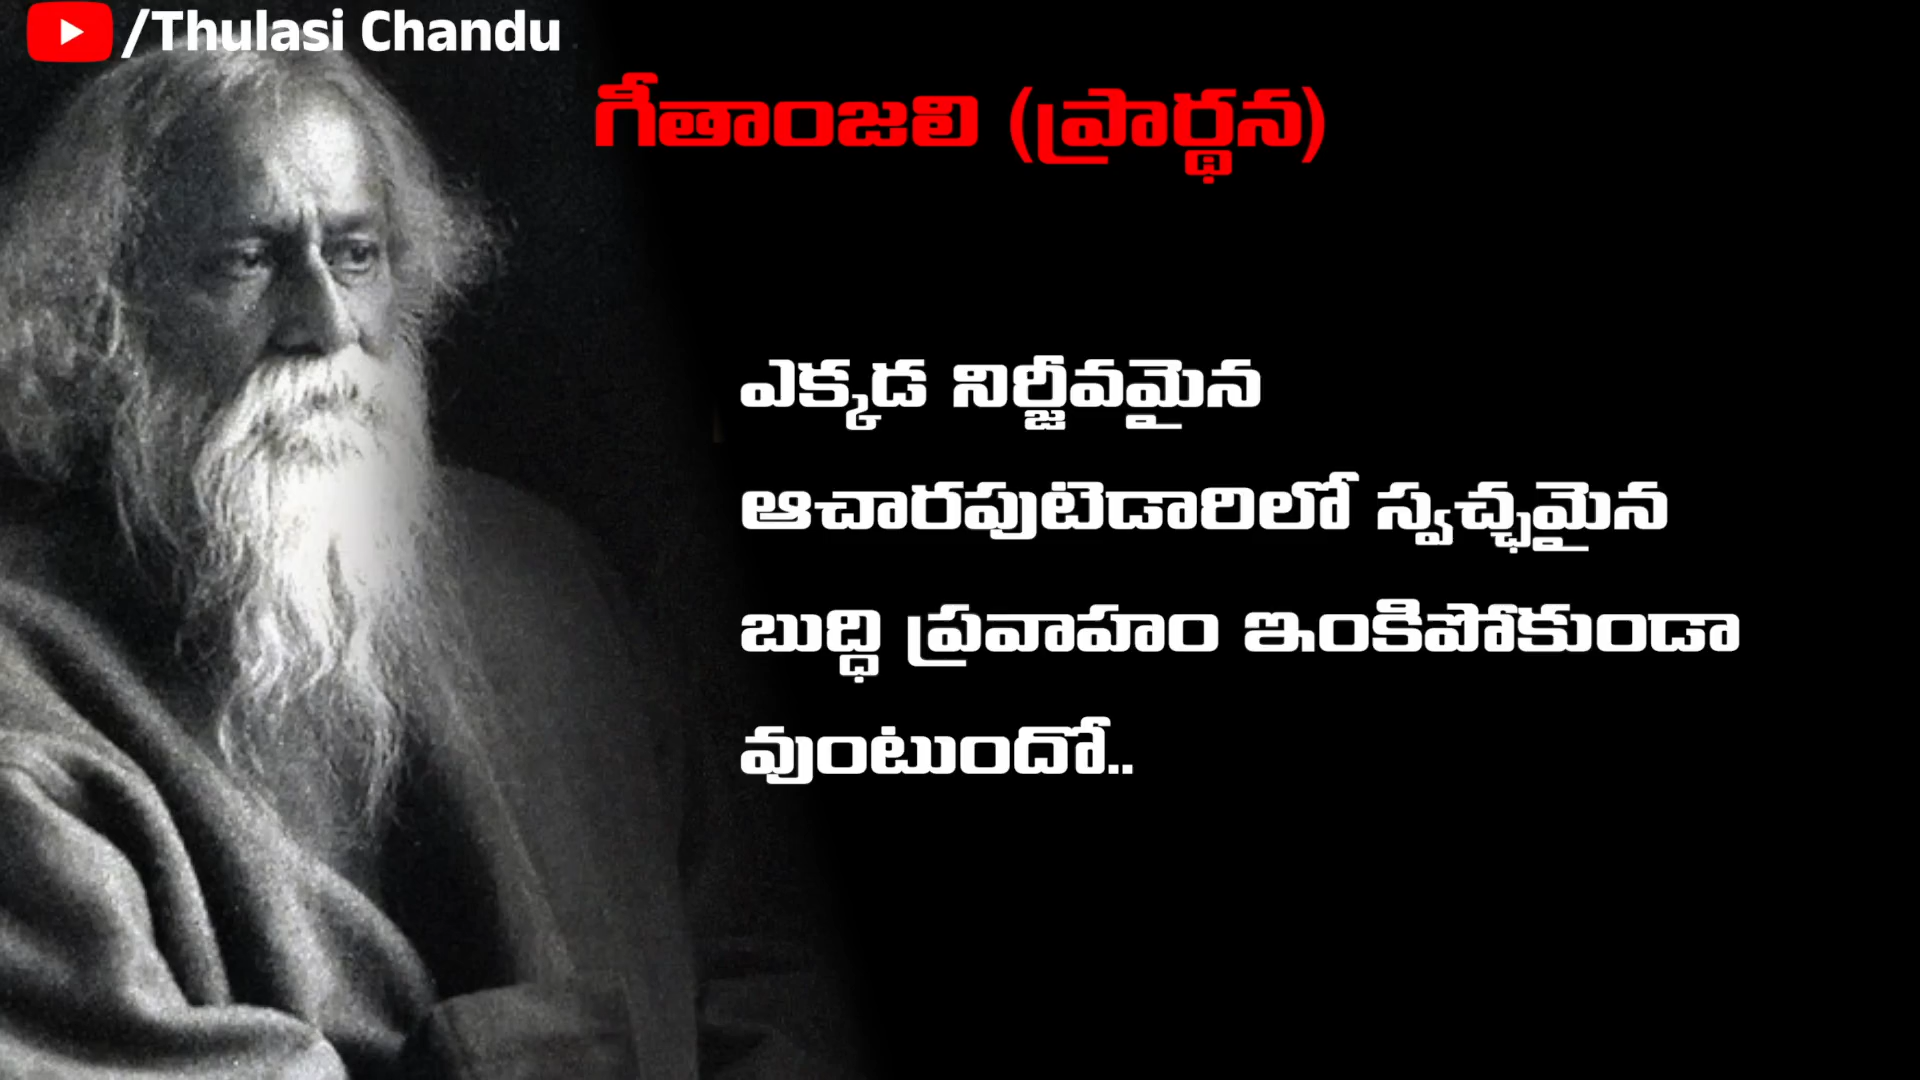 /Thulasi Chandu
గీతాంజలి (ప్రార్థన)
ఎక్కడ నిర్జీవమైన
ఆచారపుటెడారిలో స్వచ్ఛమైన
బుద్ధి ప్రవాహం ఇంకిపోకుండా
వుంటుందో..